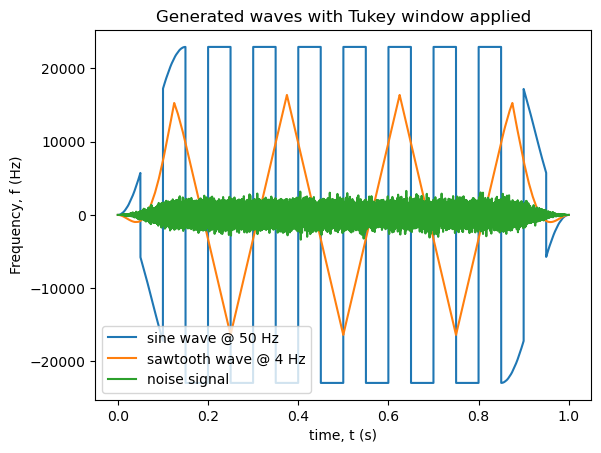 Generated waves with Tukey window applied
Frequency, f (Hz)
20000
10000
0
−10000
−20000
sine wave @ 50 Hz
sawtooth wave @ 4 Hz
noise signal
0.0 0.2 0.4 0.6 0.8 1.0
time, t (s)